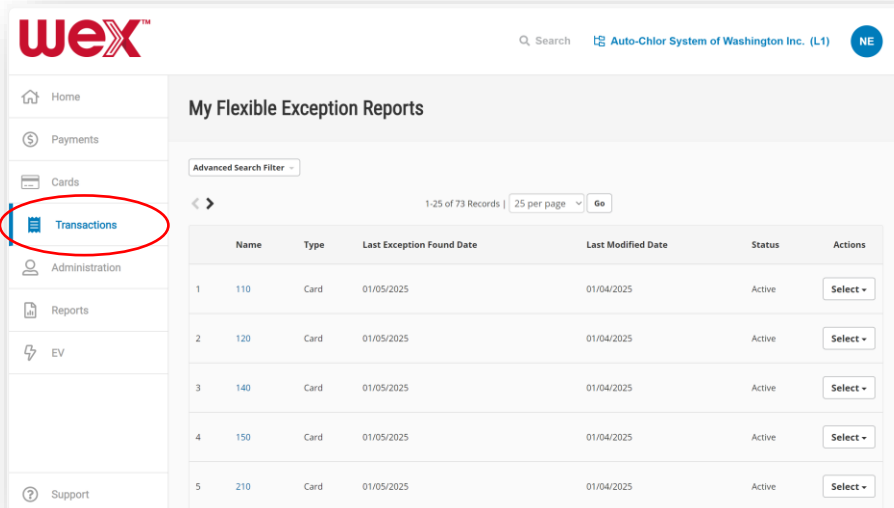 wex™
Search
Auto-Chlor System of Washington Inc. (L1)
NE
Home
Payments
Cards
Transactions
Administration
Reports
EV
Support
My Flexible Exception Reports
Advanced Search Filter
1-25 of 73 Records | 25 per page Go
Name Type Last Exception Found Date Last Modified Date Status Actions
1 110 Card 01/05/2025 01/04/2025 Active Select
2 120 Card 01/05/2025 01/04/2025 Active Select
3 140 Card 01/05/2025 01/04/2025 Active Select
4 150 Card 01/05/2025 01/04/2025 Active Select
5 210 Card 01/05/2025 01/04/2025 Active Select